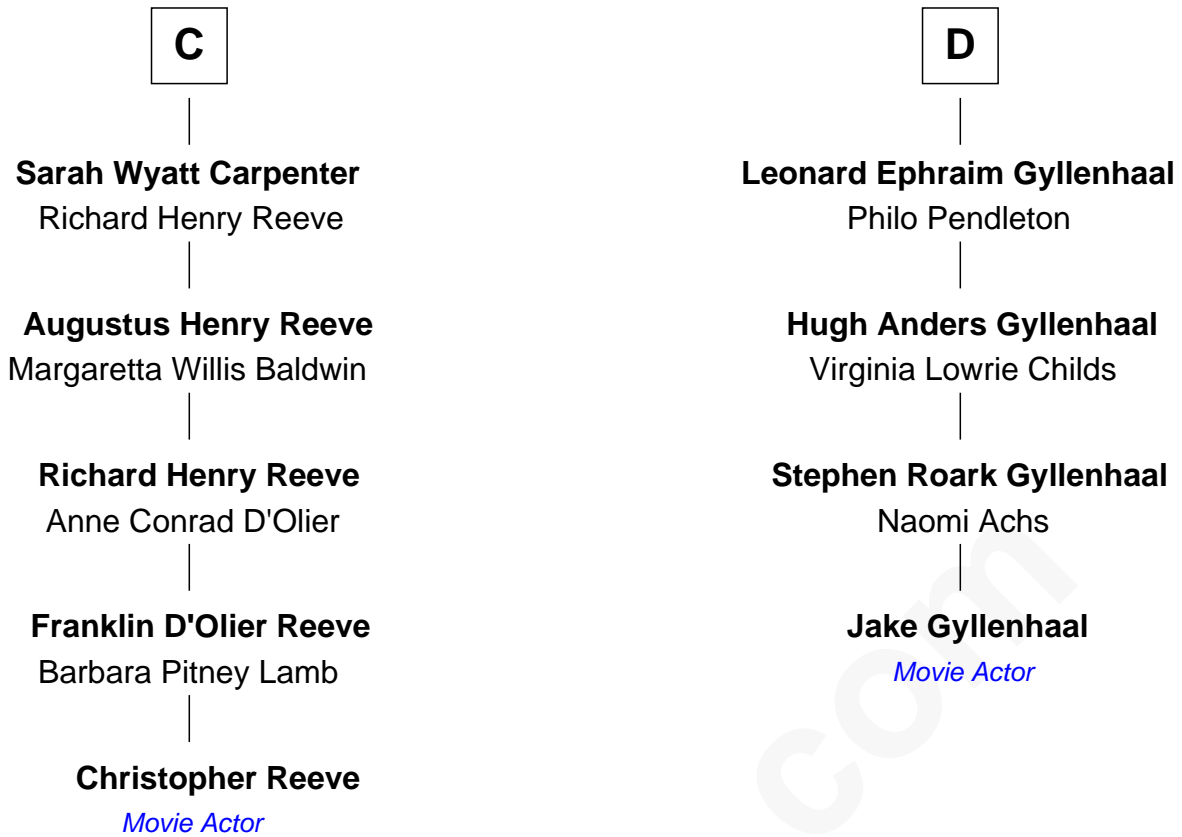 C
Sarah Wyatt Carpenter
Richard Henry Reeve
Augustus Henry Reeve
Margaretta Willis Baldwin
Richard Henry Reeve
Anne Conrad D'Olier
Franklin D'Olier Reeve
Barbara Pitney Lamb
Christopher Reeve
Movie Actor
D
Leonard Ephraim Gyllenhaal
Philo Pendleton
Hugh Anders Gyllenhaal
Virginia Lowrie Childs
Stephen Roark Gyllenhaal
Naomi Achs
Jake Gyllenhaal
Movie Actor
com